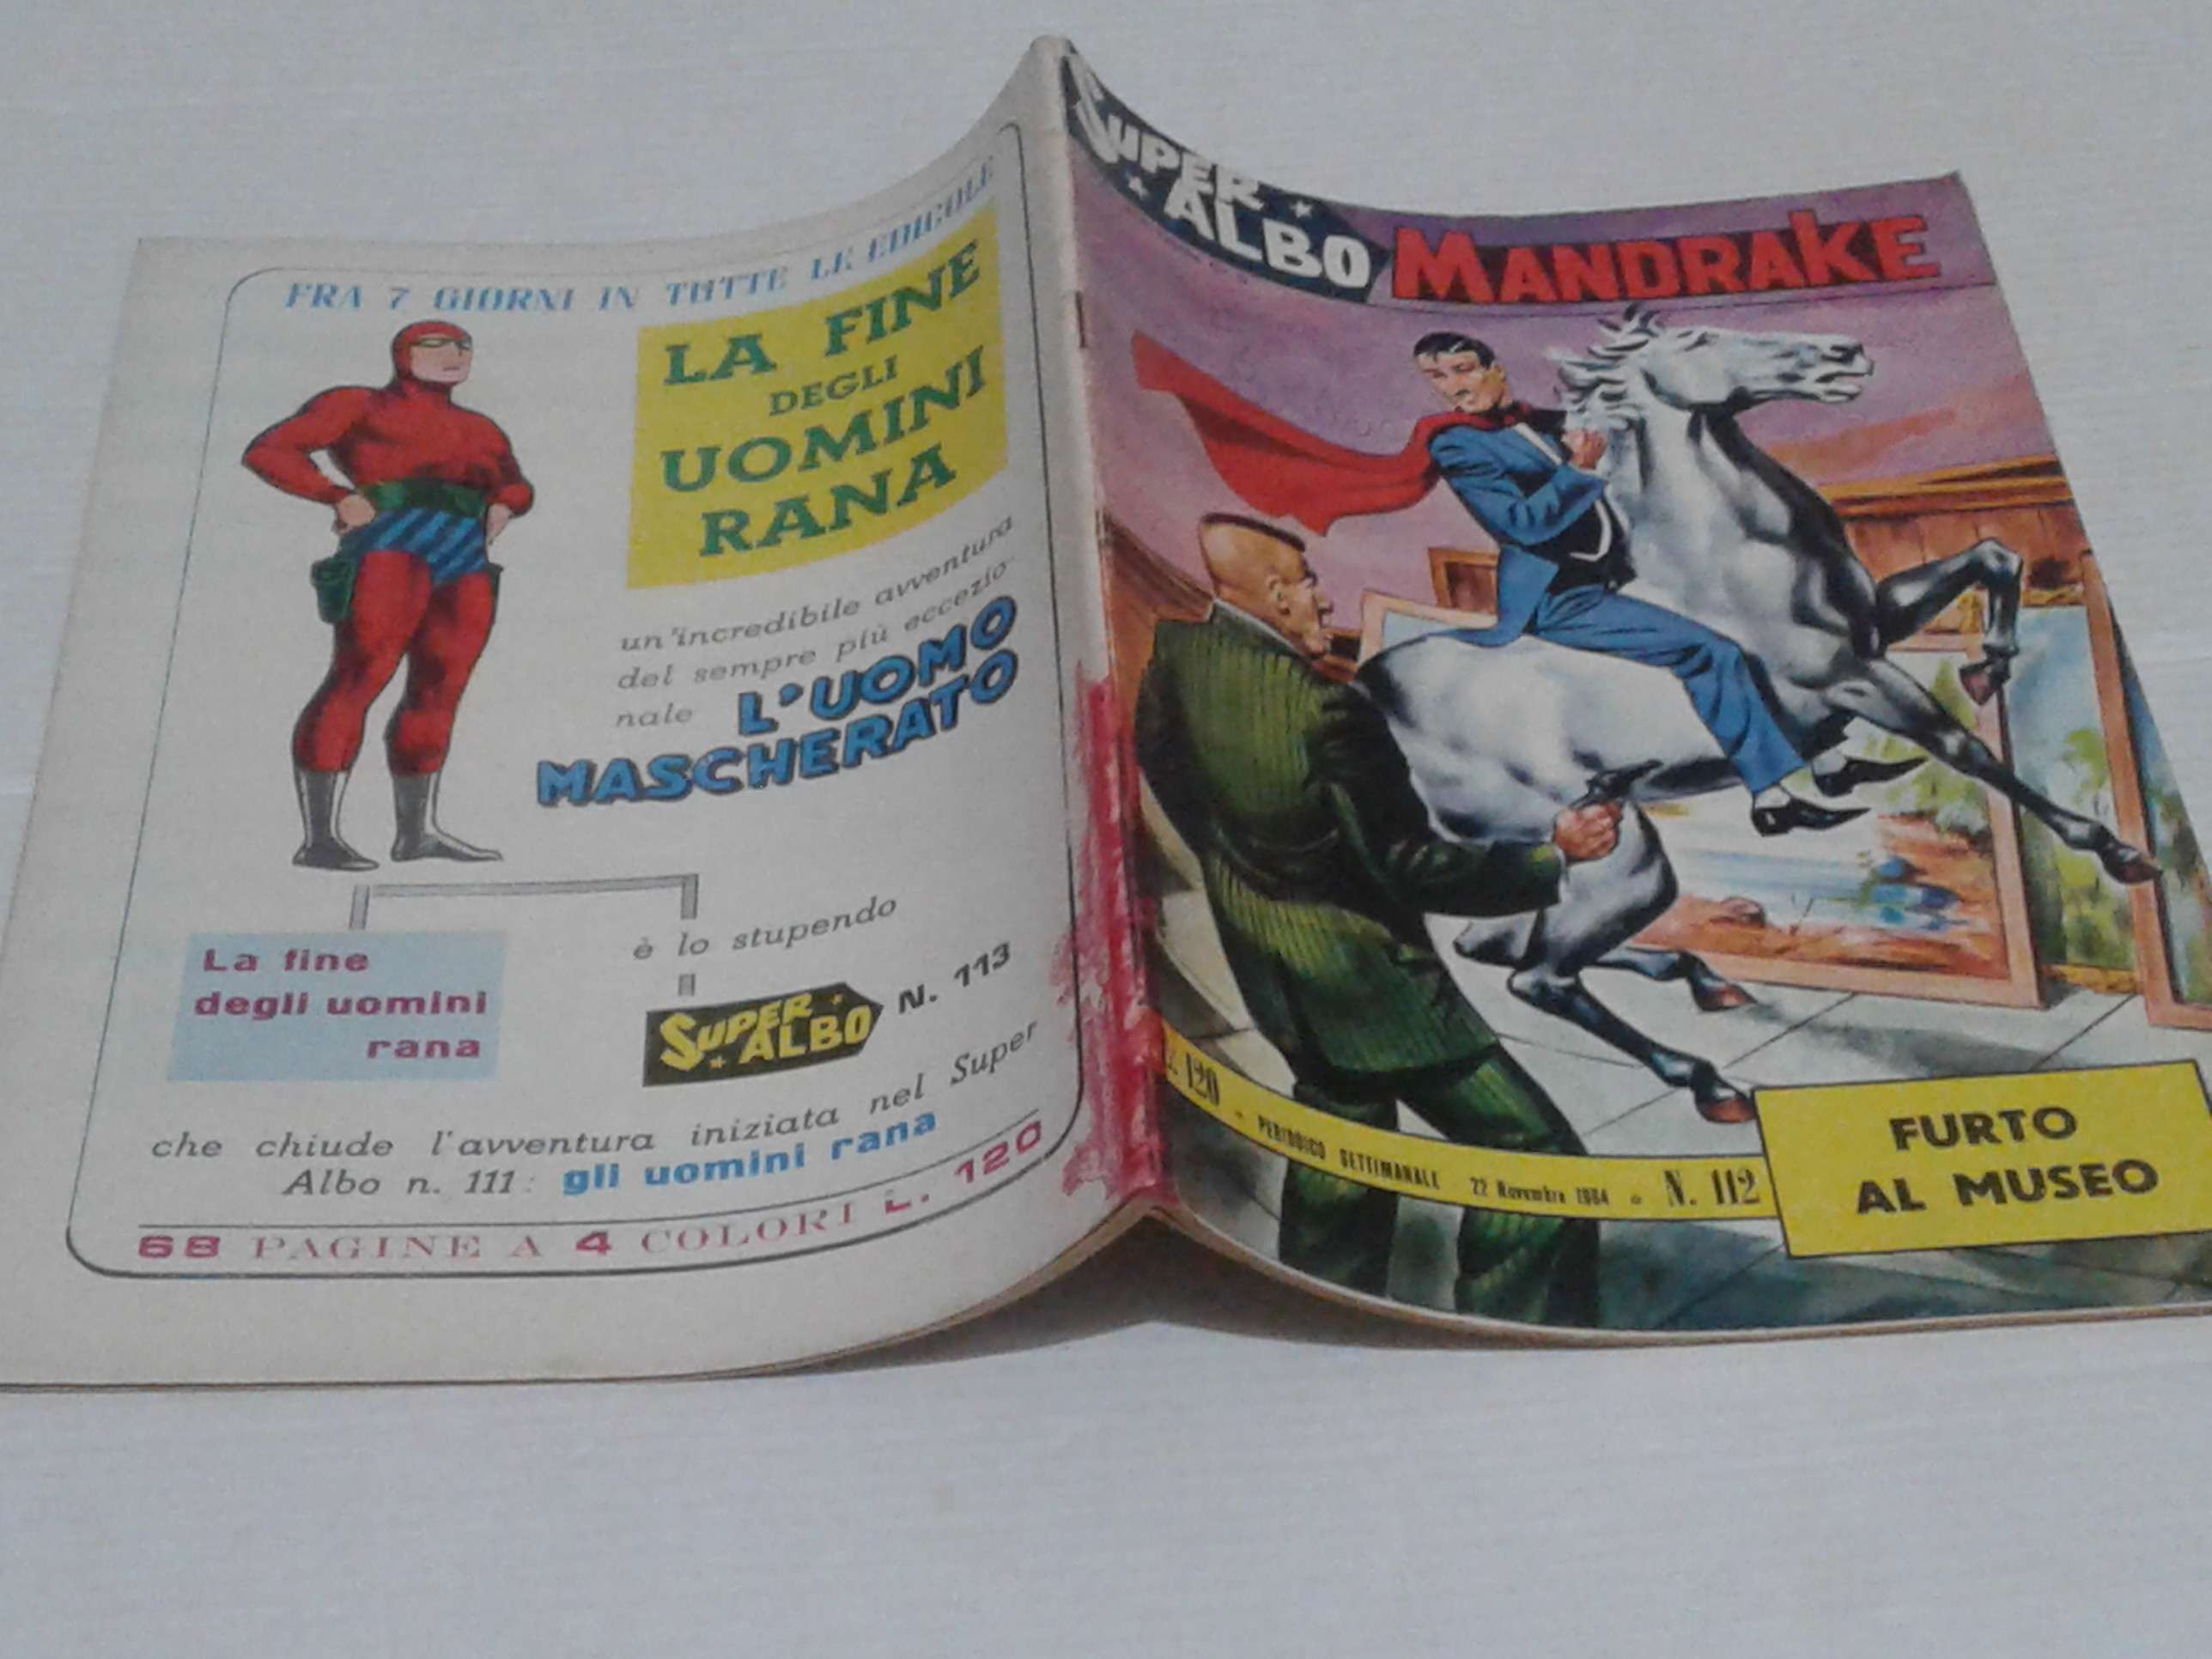 FRA 7 GIORNI IN TUTTE LE EDICOLE
LA FINE
DEGLI
UOMINI
RANA
un'incredibile avventura
del sempre più eccezio-
nale L'UOMO
MASCHERATO
La fine
degli uomini
rana
è lo stupendo
SUPER
ALBO N. 113
che chiude l'avventura iniziata nel Super
Albo n. 111: gli uomini rana
68 PAGINE A 4 COLORI L. 120
SUPER
ALBO
MANDRAKE
L. 120 - PERIODICO SETTIMANALE 22 Novembre 1964 - N. 112
FURTO
AL MUSEO